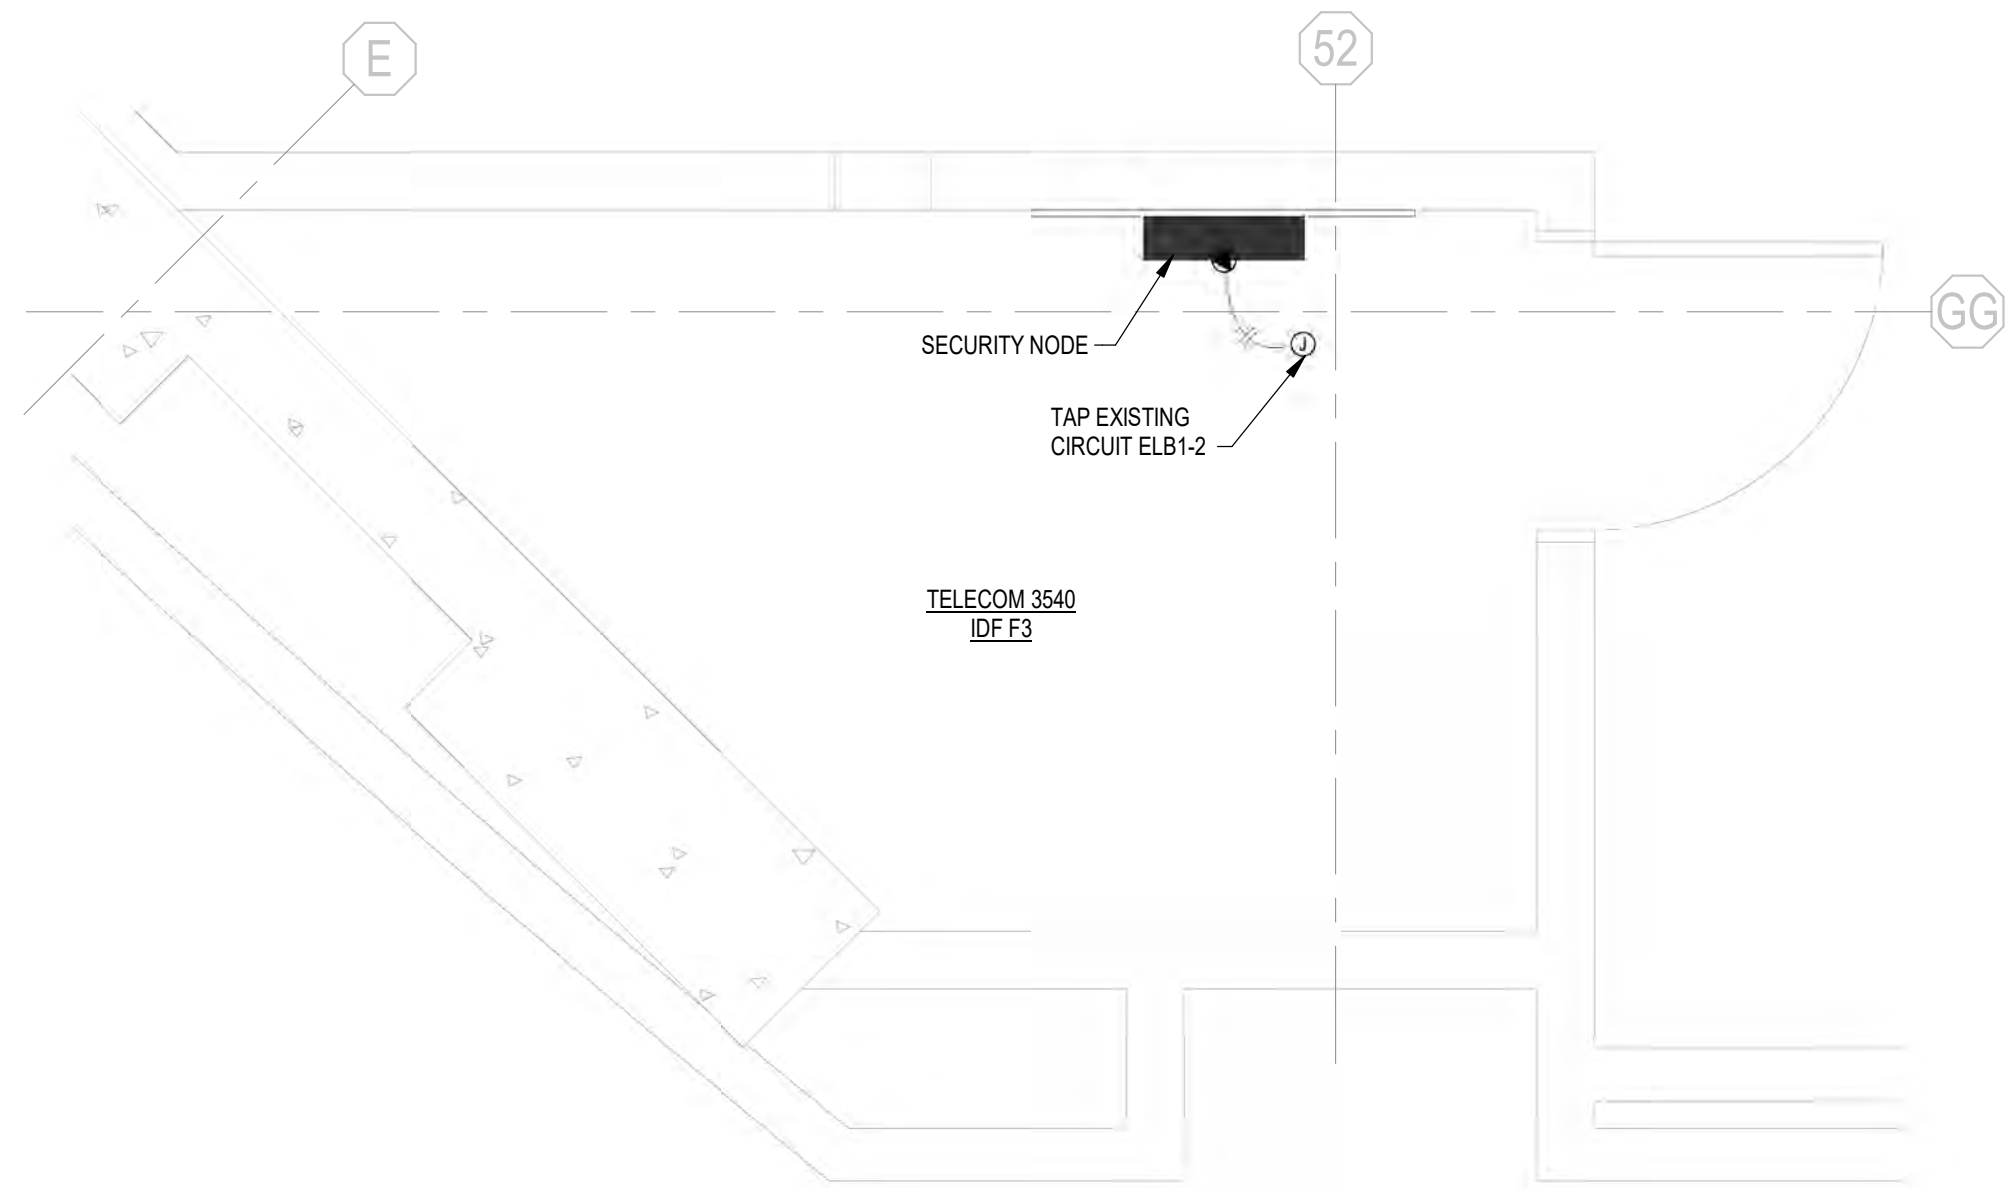 E
52
GG
SECURITY NODE
J
TAP EXISTING
CIRCUIT ELB1-2
TELECOM 3540
IDF F3